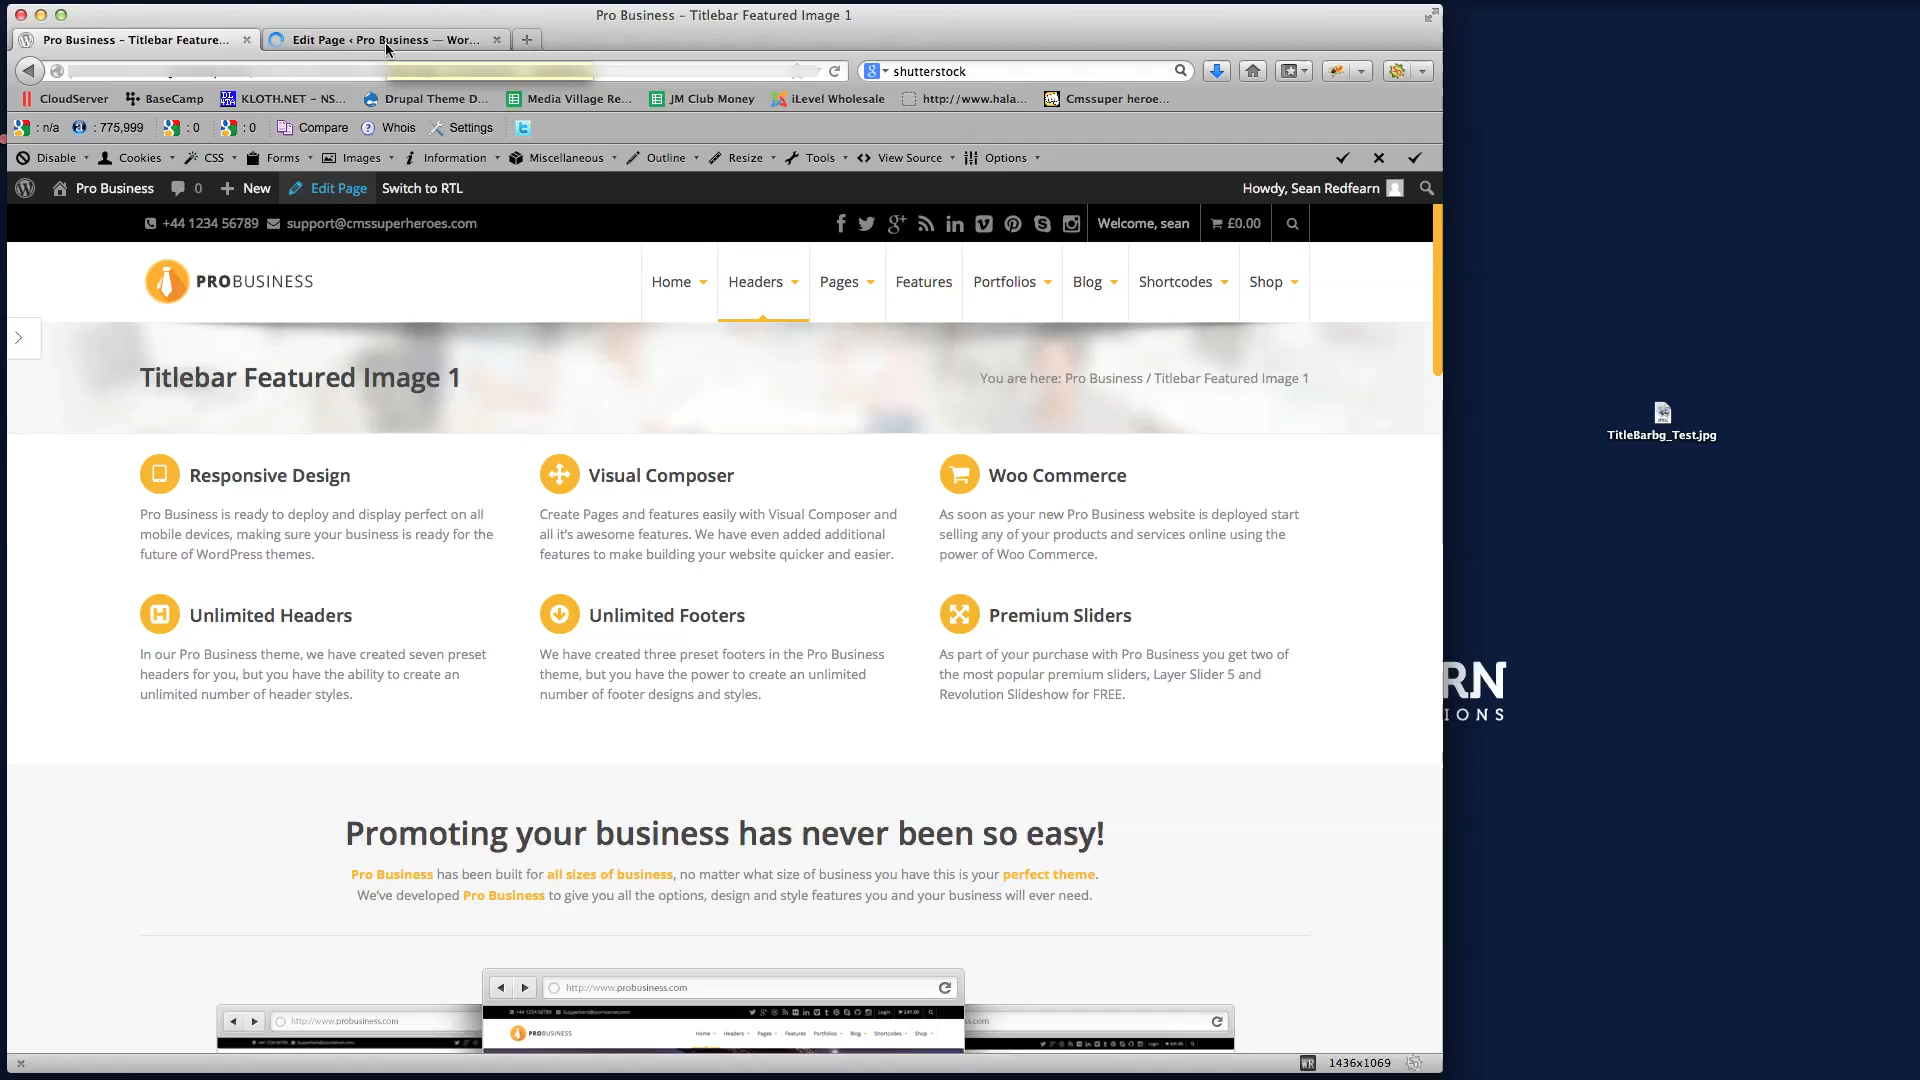 Pro Business – Titlebar Featured Image 1
Pro Business – Titlebar Feature...
Edit Page ‹ Pro Business — Wor...
shutterstock
CloudServer
BaseCamp
KLOTH.NET – NS...
Drupal Theme D...
Media Village Re...
JM Club Money
iLevel Wholesale
http://www.hala...
Cmssuper heroe...
: n/a
: 775,999
: 0
: 0
Compare
Whois
Settings
Disable
Cookies
CSS
Forms
Images
Information
Miscellaneous
Outline
Resize
Tools
View Source
Options
Pro Business
0
New
Edit Page
Switch to RTL
Howdy, Sean Redfearn
+44 1234 56789
support@cmssuperheroes.com
Welcome, sean
£0.00
PROBUSINESS
Home
Headers
Pages
Features
Portfolios
Blog
Shortcodes
Shop
Titlebar Featured Image 1
You are here: Pro Business / Titlebar Featured Image 1
TitleBarbg_Test.jpg
Responsive Design
Pro Business is ready to deploy and display perfect on all
mobile devices, making sure your business is ready for the
future of WordPress themes.
Visual Composer
Create Pages and features easily with Visual Composer and
all it's awesome features. We have even added additional
features to make building your website quicker and easier.
Woo Commerce
As soon as your new Pro Business website is deployed start
selling any of your products and services online using the
power of Woo Commerce.
Unlimited Headers
In our Pro Business theme, we have created seven preset
headers for you, but you have the ability to create an
unlimited number of header styles.
Unlimited Footers
We have created three preset footers in the Pro Business
theme, but you have the power to create an unlimited
number of footer designs and styles.
Premium Sliders
As part of your purchase with Pro Business you get two of
the most popular premium sliders, Layer Slider 5 and
Revolution Slideshow for FREE.
RN
IONS
Promoting your business has never been so easy!
Pro Business has been built for all sizes of business, no matter what size of business you have this is your perfect theme.
We've developed Pro Business to give you all the options, design and style features you and your business will ever need.
http://www.probusiness.com
http://www.probusiness.com
ss.com
PROBUSINESS
Home
Headers
Pages
Features
Portfolios
Blog
Shortcodes
Shop
1436x1069